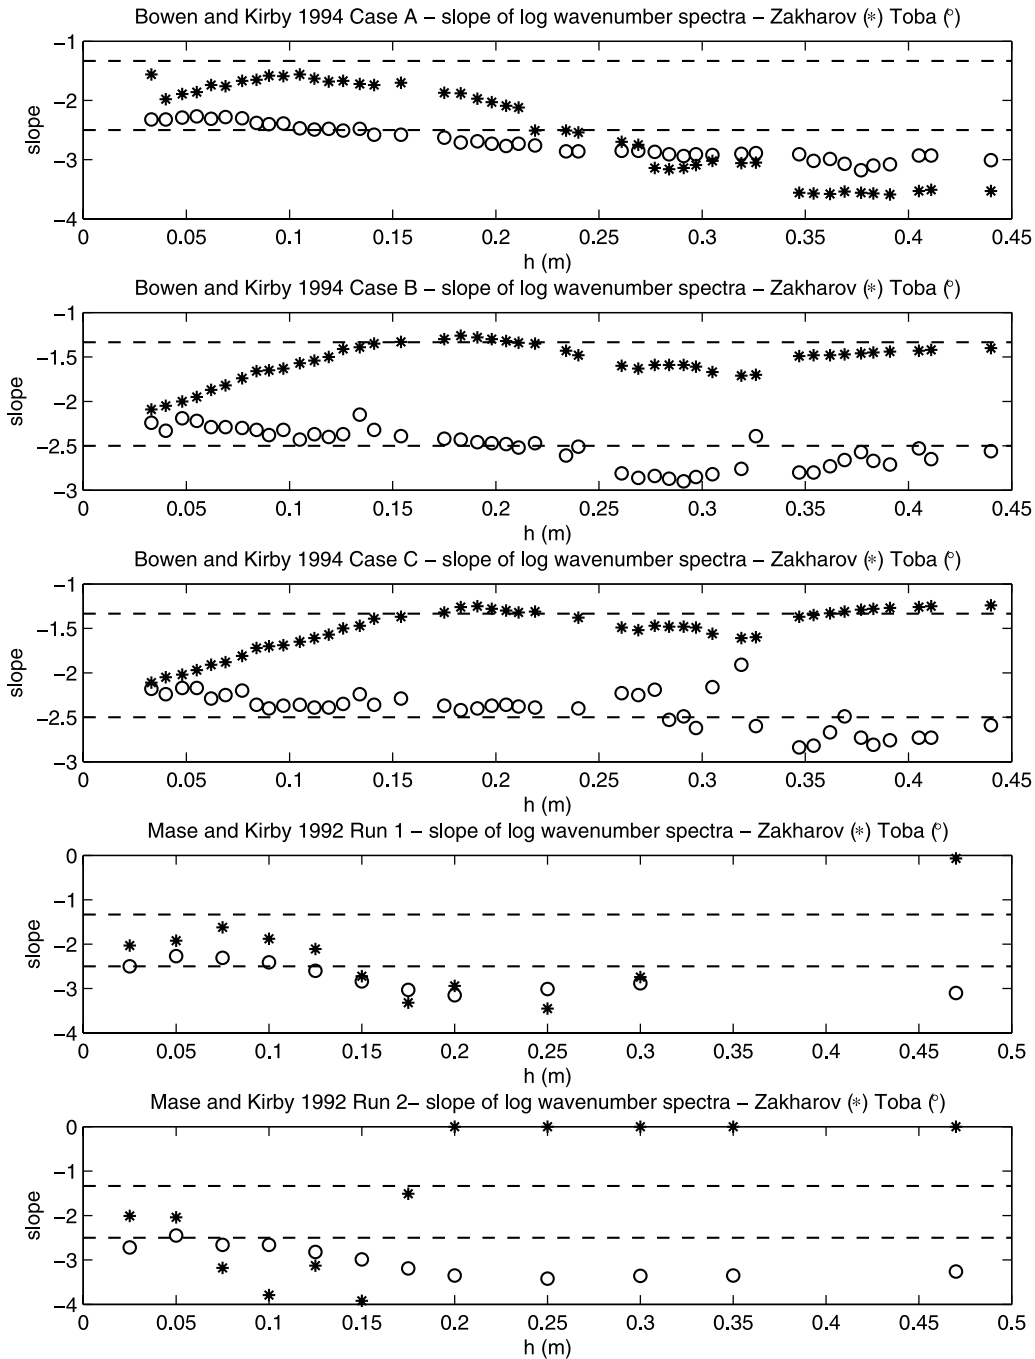 Bowen and Kirby 1994 Case A – slope of log wavenumber spectra – Zakharov (*) Toba (°)
−1
−2
−3
−4
slope
0 0.05 0.1 0.15 0.2 0.25 0.3 0.35 0.4 0.45
h (m)
Bowen and Kirby 1994 Case B – slope of log wavenumber spectra – Zakharov (*) Toba (°)
−1
−1.5
−2
−2.5
−3
slope
0 0.05 0.1 0.15 0.2 0.25 0.3 0.35 0.4 0.45
h (m)
Bowen and Kirby 1994 Case C – slope of log wavenumber spectra – Zakharov (*) Toba (°)
−1
−1.5
−2
−2.5
−3
slope
0 0.05 0.1 0.15 0.2 0.25 0.3 0.35 0.4 0.45
h (m)
Mase and Kirby 1992 Run 1 – slope of log wavenumber spectra – Zakharov (*) Toba (°)
0
−1
−2
−3
−4
slope
0 0.05 0.1 0.15 0.2 0.25 0.3 0.35 0.4 0.45 0.5
h (m)
Mase and Kirby 1992 Run 2– slope of log wavenumber spectra – Zakharov (*) Toba (°)
0
−1
−2
−3
−4
slope
0 0.05 0.1 0.15 0.2 0.25 0.3 0.35 0.4 0.45 0.5
h (m)